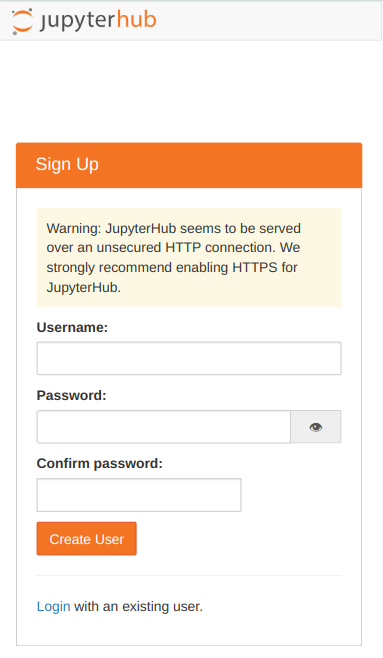 jupyterhub
Sign Up
Warning: JupyterHub seems to be served
over an unsecured HTTP connection. We
strongly recommend enabling HTTPS for
JupyterHub.
Username:
Password:
Confirm password:
Create User
Login with an existing user.